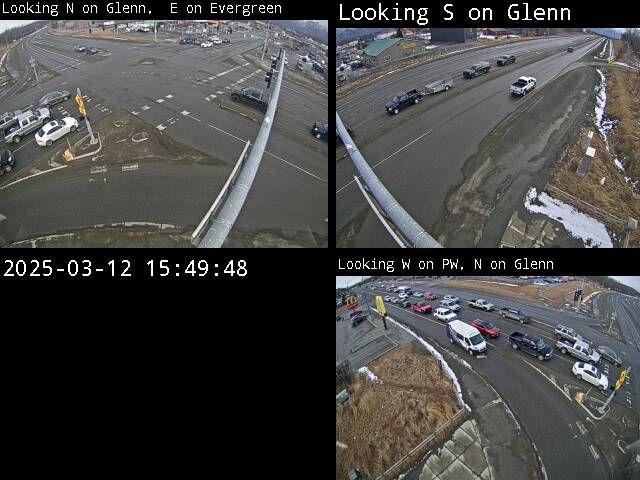 Looking N on Glenn, E on Evergreen
Looking S on Glenn
2025-03-12 15:49:48
Looking W on PW, N on Glenn